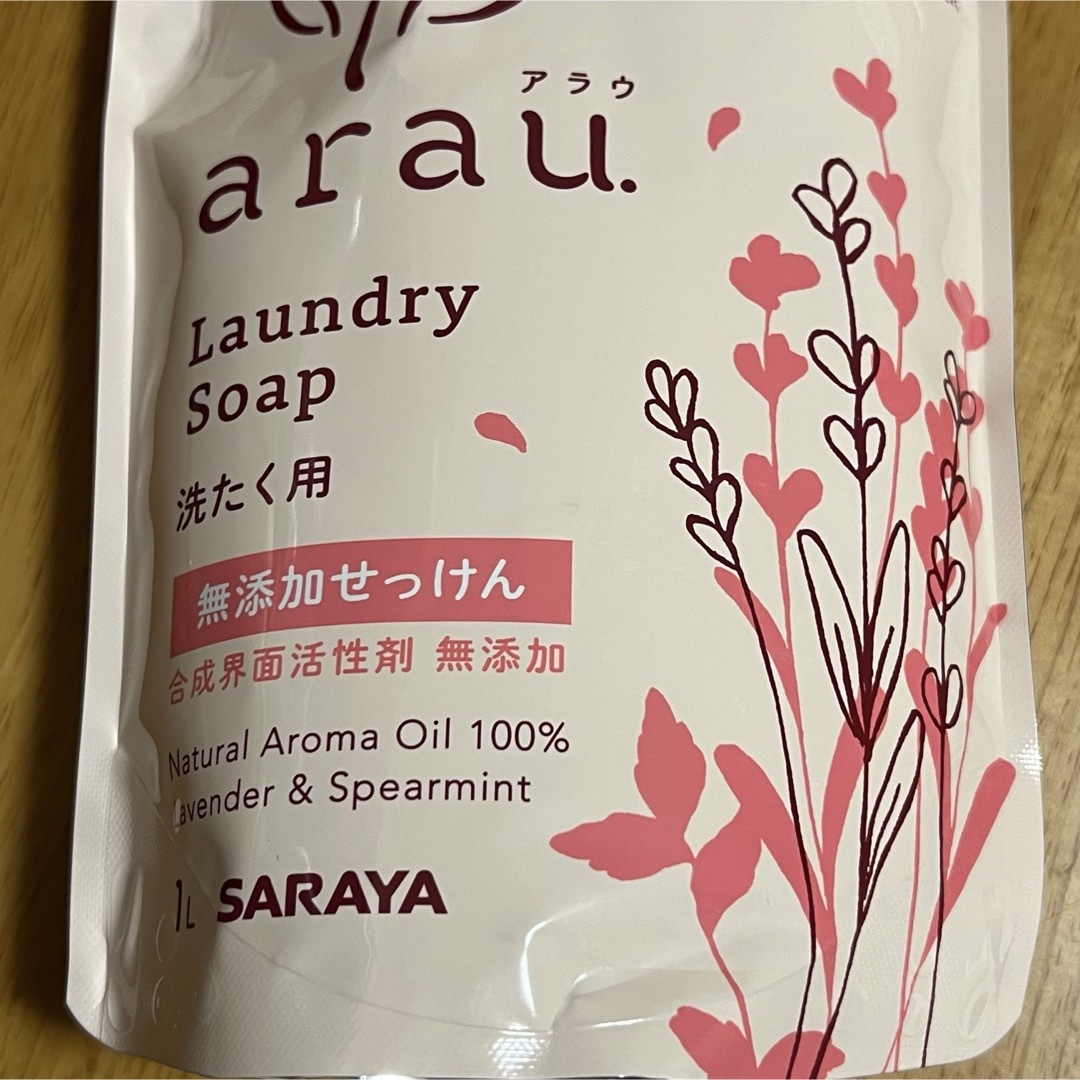 アラウ
arau.
Laundry
Soap
洗たく用
無添加せっけん
合成界面活性剤 無添加
Natural Aroma Oil 100%
Lavender & Spearmint
1L SARAYA